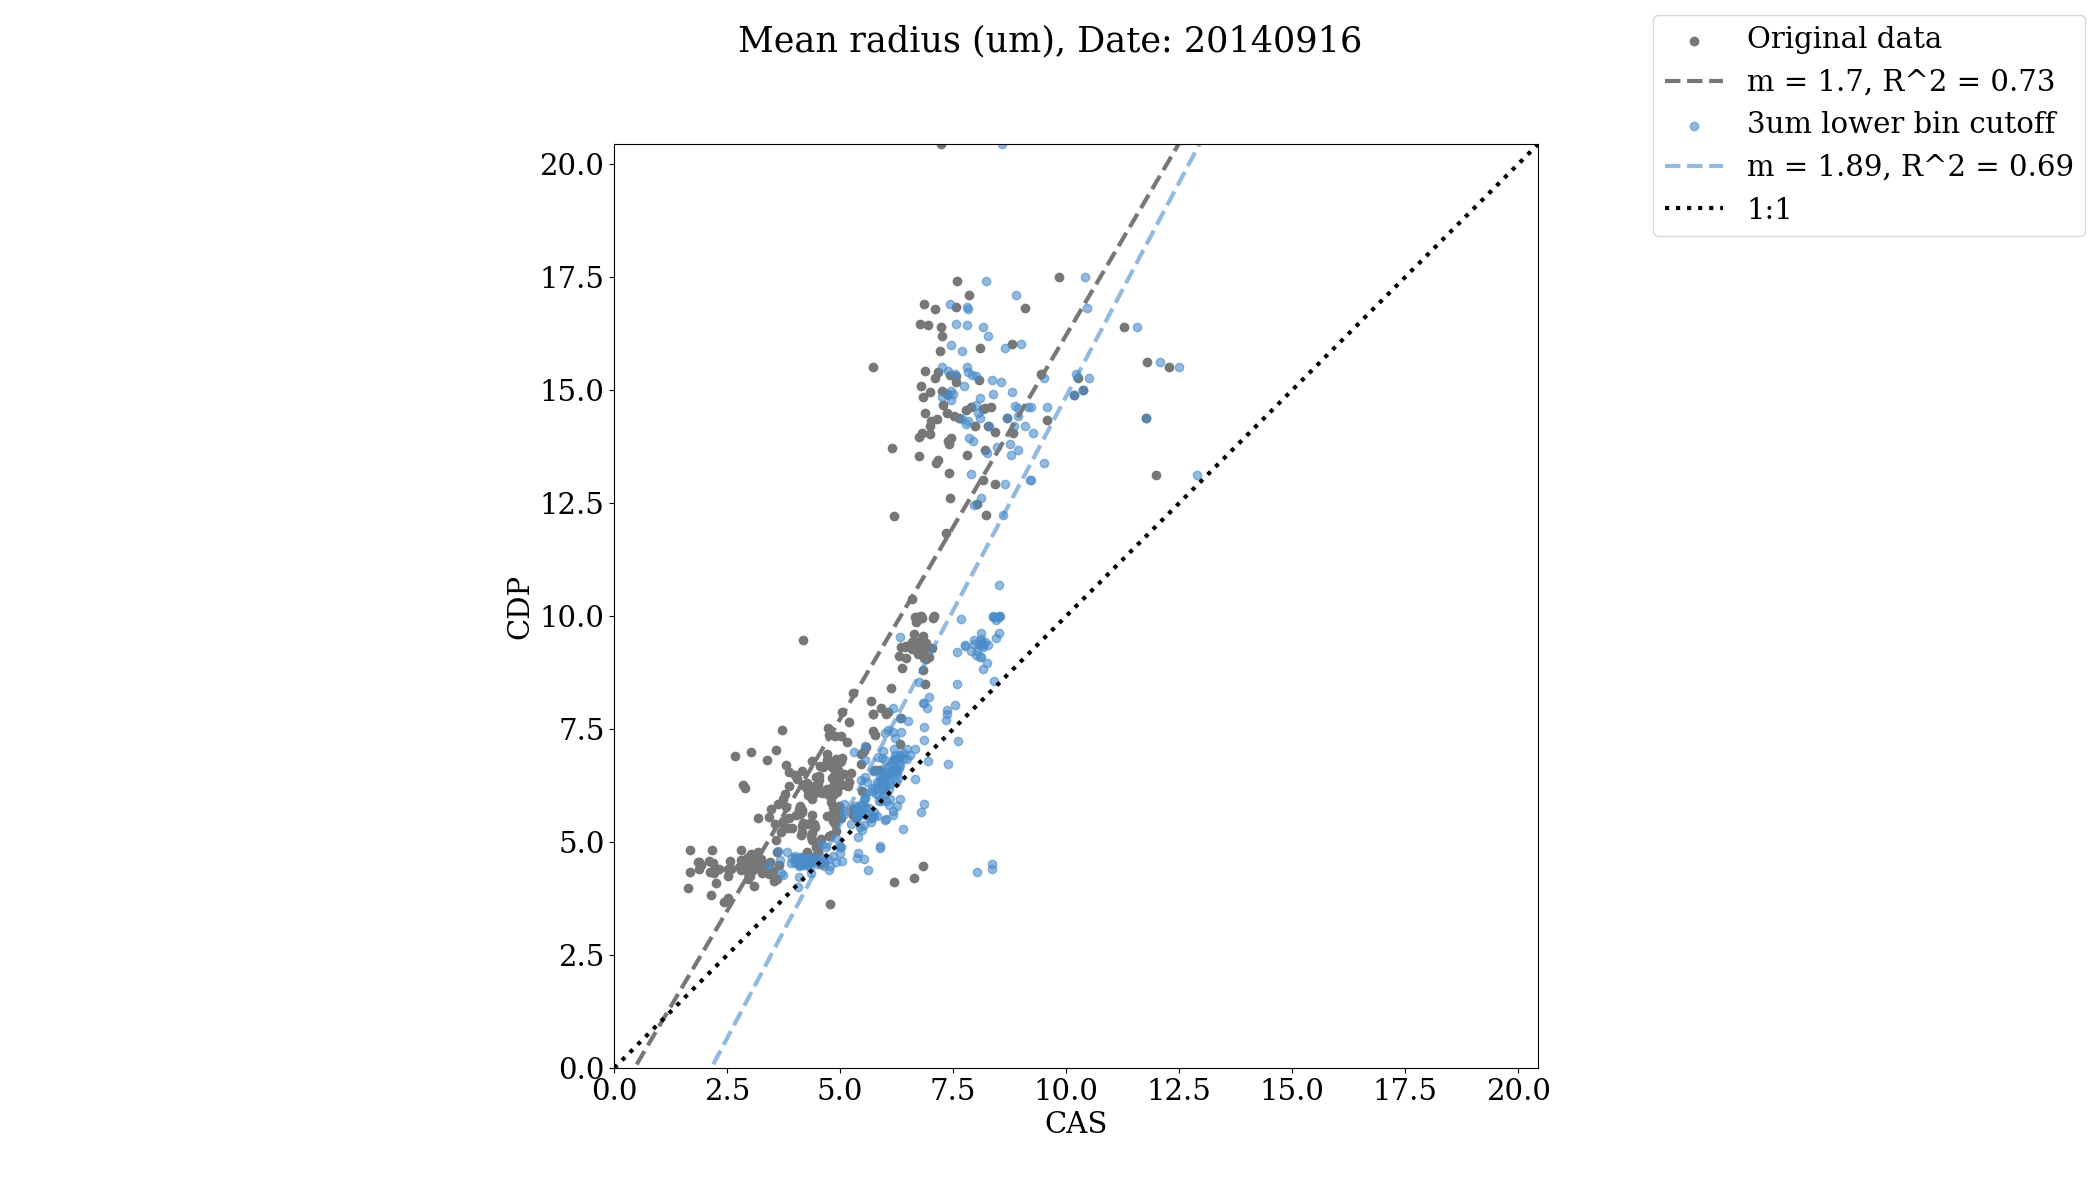 Mean radius (um), Date: 20140916
Original data
m = 1.7, R^2 = 0.73
3um lower bin cutoff
m = 1.89, R^2 = 0.69
1:1
20.0
17.5
15.0
12.5
10.0
7.5
5.0
2.5
0.0
CDP
0.0 2.5 5.0 7.5 10.0 12.5 15.0 17.5 20.0
CAS